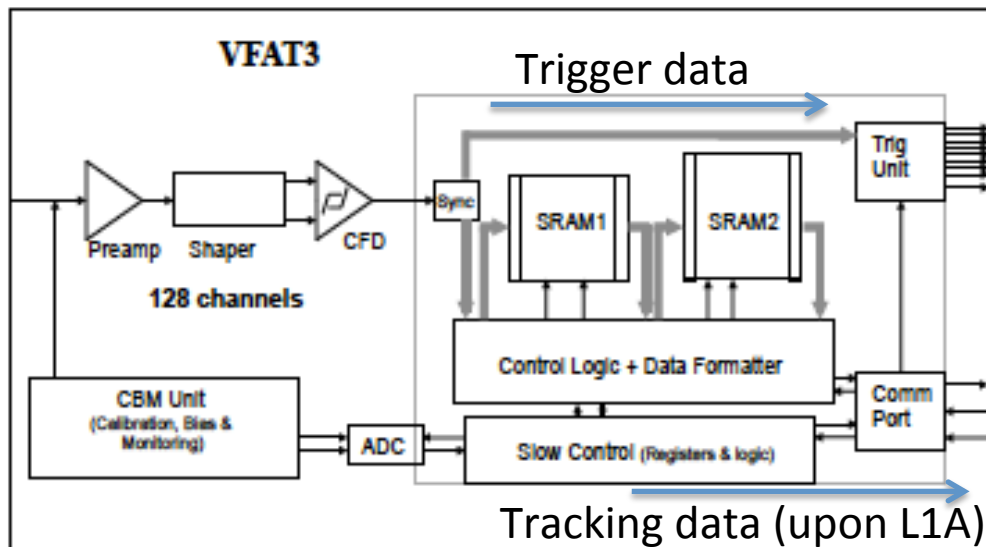 VFAT3
Trigger data
Trig
Unit
Sync
SRAM1
SRAM2
Preamp
Shaper
CFD
128 channels
Control Logic + Data Formatter
CBM Unit
(Calibration, Bias &
Monitoring)
ADC
Slow Control (Registers & logic)
Comm
Port
Tracking data (upon L1A)